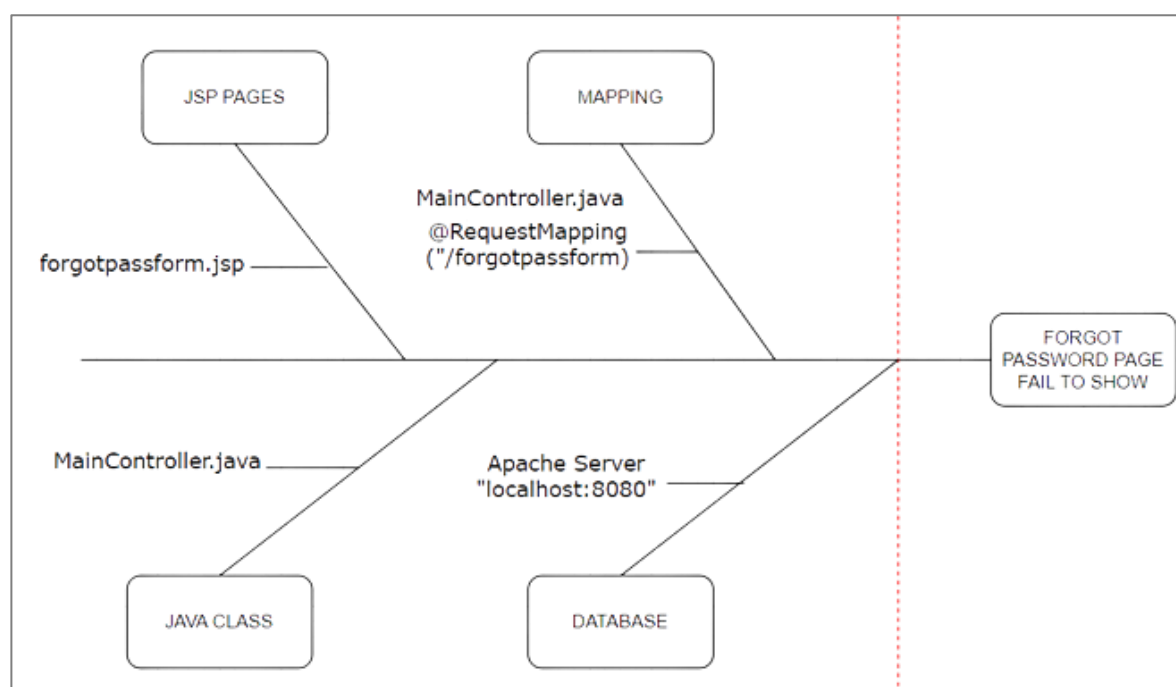 JSP PAGES
MAPPING
MainController.java
@RequestMapping
("/forgotpassform)
forgotpassform.jsp
FORGOT
PASSWORD PAGE
FAIL TO SHOW
MainController.java
Apache Server
"localhost:8080"
JAVA CLASS
DATABASE